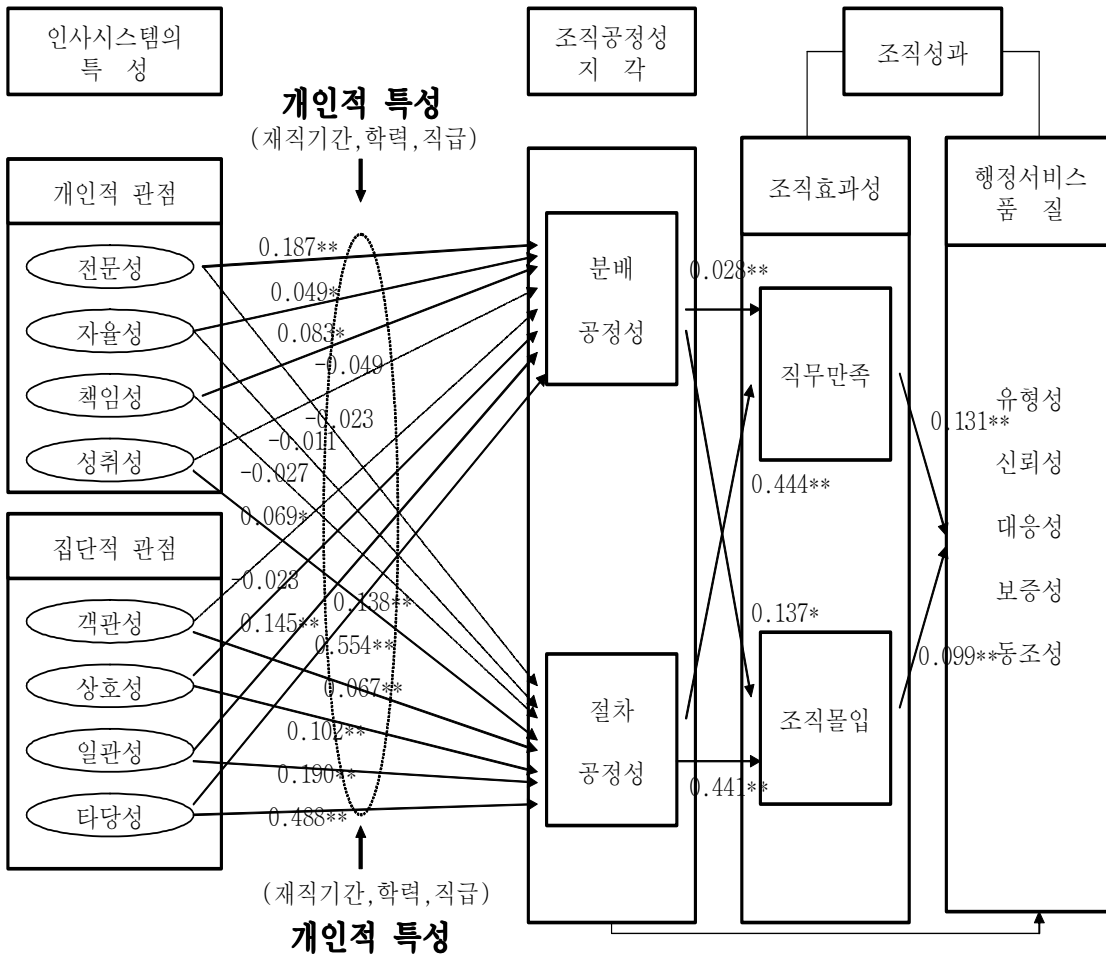 인사시스템의
특 성
조직공정성
지 각
조직성과
개인적 특성
(재직기간,학력,직급)
개인적 관점
전문성
자율성
책임성
성취성
집단적 관점
객관성
상호성
일관성
타당성
0.187**
0.049*
0.083*
-0.049
-0.023
-0.011
-0.027
0.069*
-0.023
0.138**
0.145**
0.554**
0.067**
0.102**
0.190**
0.488**
(재직기간,학력,직급)
개인적 특성
분배
공정성
절차
공정성
0.028**
0.444**
0.137*
0.441**
조직효과성
직무만족
조직몰입
0.131**
0.099**
행정서비스
품 질
유형성
신뢰성
대응성
보증성
동조성